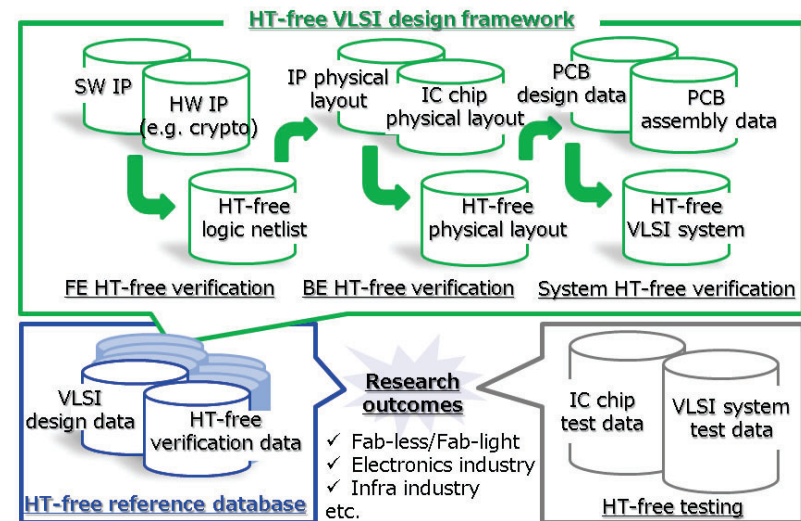 HT-free VLSI design framework
SW IP
HW IP
(e.g. crypto)
HT-free
logic netlist
FE HT-free verification
IP physical
layout
IC chip
physical layout
HT-free
physical layout
BE HT-free verification
PCB
design data
PCB
assembly data
HT-free
VLSI system
System HT-free verification
VLSI
design data
HT-free
verification data
HT-free reference database
Research
outcomes
✓ Fab-less/Fab-light
✓ Electronics industry
✓ Infra industry
etc.
IC chip
test data
VLSI system
test data
HT-free testing